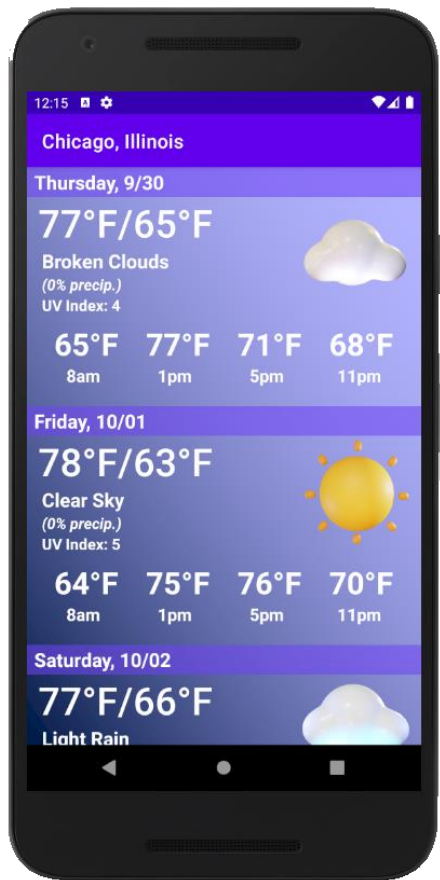 12:15
Chicago, Illinois
Thursday, 9/30
77°F/65°F
Broken Clouds
(0% precip.)
UV Index: 4
65°F 77°F 71°F 68°F
8am 1pm 5pm 11pm
Friday, 10/01
78°F/63°F
Clear Sky
(0% precip.)
UV Index: 5
64°F 75°F 76°F 70°F
8am 1pm 5pm 11pm
Saturday, 10/02
77°F/66°F
Light Rain